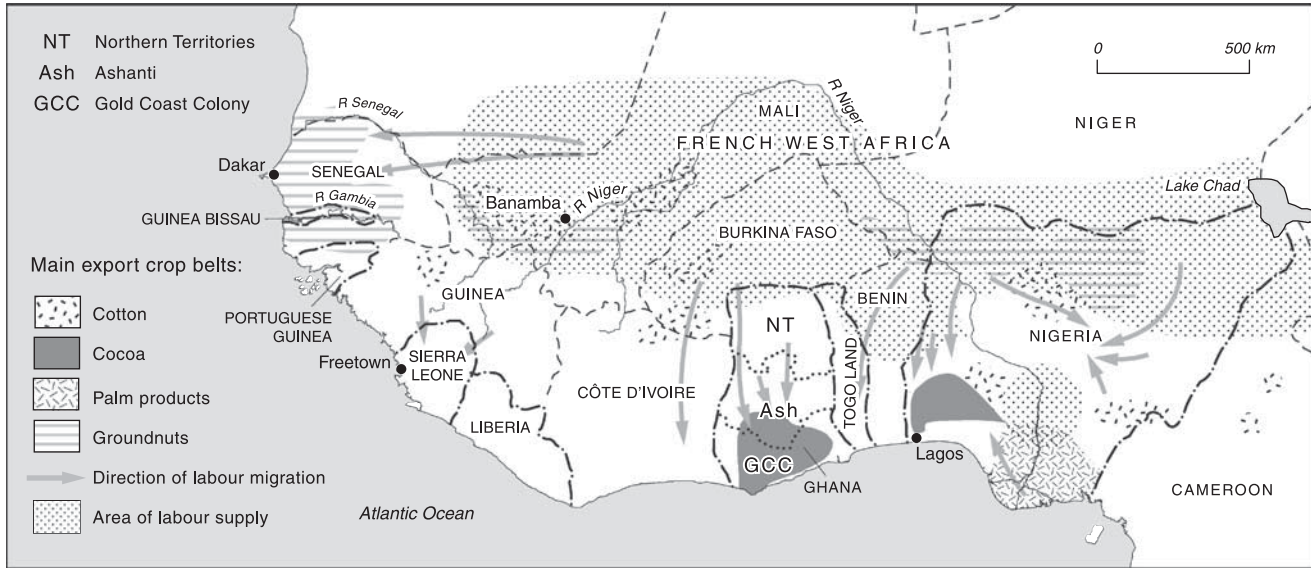 NT Northern Territories
Ash Ashanti
GCC Gold Coast Colony
0 500 km
R Senegal
R Niger
MALI
NIGER
FRENCH WEST AFRICA
Dakar
SENEGAL
Lake Chad
R Gambia
Banamba
R Niger
GUINEA BISSAU
BURKINA FASO
Main export crop belts:
Cotton
Cocoa
Palm products
Groundnuts
Direction of labour migration
Area of labour supply
GUINEA
BENIN
PORTUGUESE
GUINEA
NT
NIGERIA
Freetown
SIERRA
LEONE
CÔTE D'IVOIRE
TOGO LAND
Ash
LIBERIA
GCC
Lagos
GHANA
CAMEROON
Atlantic Ocean